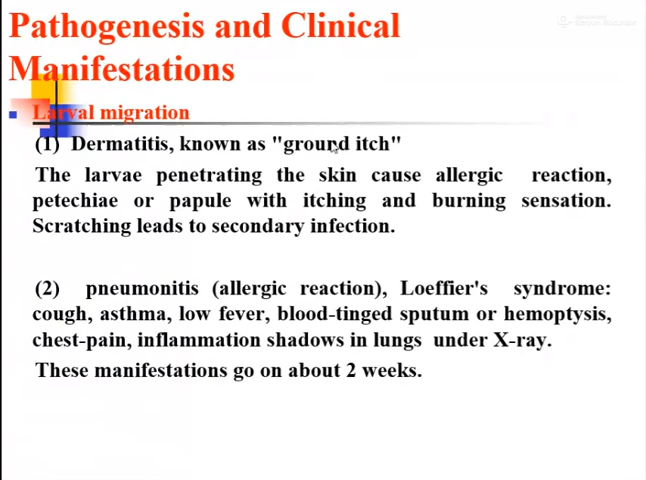 Pathogenesis and Clinical
Manifestations
Larval migration
(1) Dermatitis, known as "ground itch"
The larvae penetrating the skin cause allergic reaction,
petechiae or papule with itching and burning sensation.
Scratching leads to secondary infection.
(2) pneumonitis (allergic reaction), Loeffier's syndrome:
cough, asthma, low fever, blood-tinged sputum or hemoptysis,
chest-pain, inflammation shadows in lungs under X-ray.
These manifestations go on about 2 weeks.